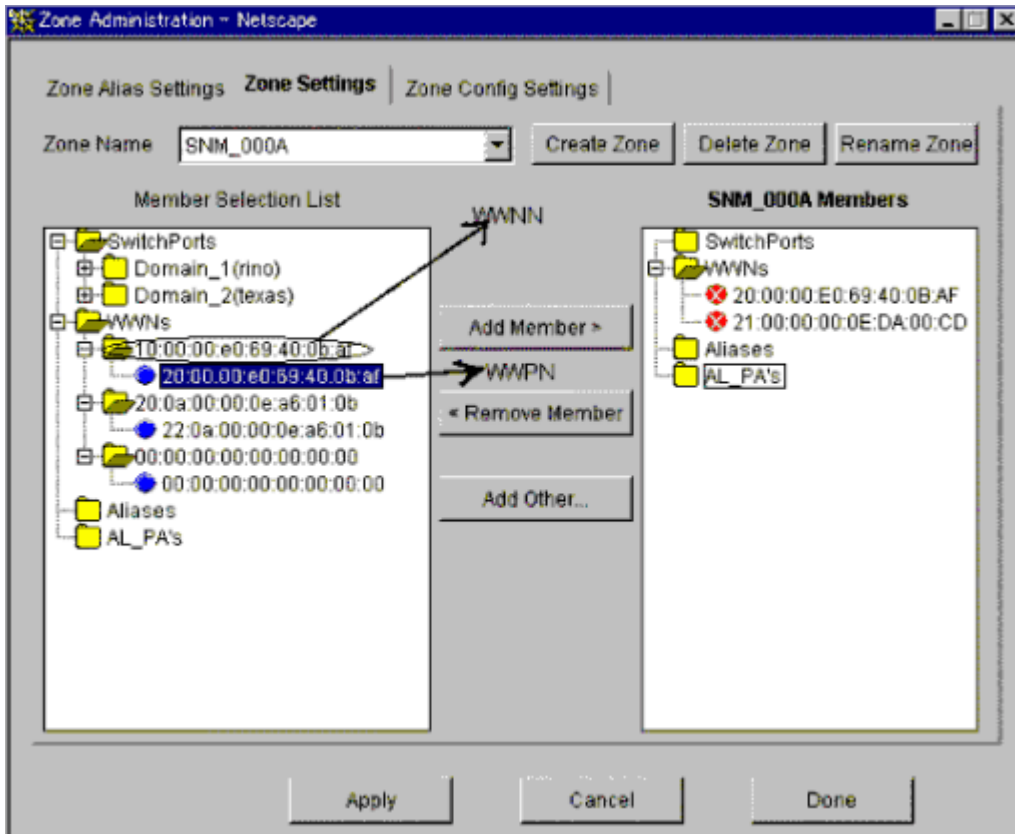 Zone Administration - Netscape
Zone Alias Settings Zone Settings Zone Config Settings
Zone Name SNM_000A Create Zone Delete Zone Rename Zone
Member Selection List
SwitchPorts
Domain_1(rino)
Domain_2(texas)
WWNs
10:00:00:e0:69:40:0b:af
20:00:00:e0:69:40:0b:af
20:0a:00:00:0e:a6:01:0b
22:0a:00:00:0e:a6:01:0b
00:00:00:00:00:00:00:00
00:00:00:00:00:00:00:00
Aliases
AL_PA's
WWNN
Add Member >
WWPN
< Remove Member
Add Other...
SNM_000A Members
SwitchPorts
WWNs
20:00:00:E0:69:40:0B:AF
21:00:00:00:0E:DA:00:CD
Aliases
AL_PA's
Apply Cancel Done